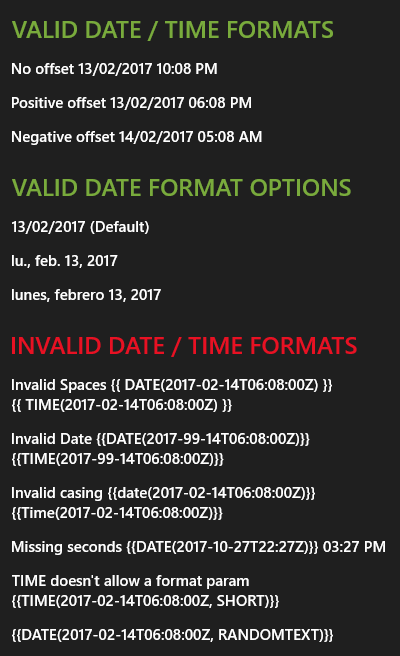 VALID DATE / TIME FORMATS
No offset 13/02/2017 10:08 PM
Positive offset 13/02/2017 06:08 PM
Negative offset 14/02/2017 05:08 AM
VALID DATE FORMAT OPTIONS
13/02/2017 (Default)
lu., feb. 13, 2017
lunes, febrero 13, 2017
INVALID DATE / TIME FORMATS
Invalid Spaces {{ DATE(2017-02-14T06:08:00Z) }}
{{ TIME(2017-02-14T06:08:00Z) }}
Invalid Date {{DATE(2017-99-14T06:08:00Z)}}
{{TIME(2017-99-14T06:08:00Z)}}
Invalid casing {{date(2017-02-14T06:08:00Z)}}
{{Time(2017-02-14T06:08:00Z)}}
Missing seconds {{DATE(2017-10-27T22:27Z)}} 03:27 PM
TIME doesn't allow a format param
{{TIME(2017-02-14T06:08:00Z, SHORT)}}
{{DATE(2017-02-14T06:08:00Z, RANDOMTEXT)}}